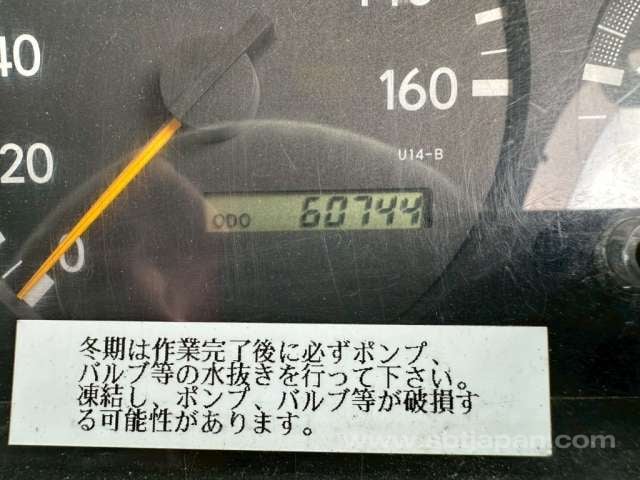 140
40
160
20
U14-B
ODO 60744
0
冬期は作業完了後に必ずポンプ、
バルブ等の水抜きを行って下さい。
凍結し、ポンプ、バルブ等が破損す
る可能性があります。
www.sbtjapan.com